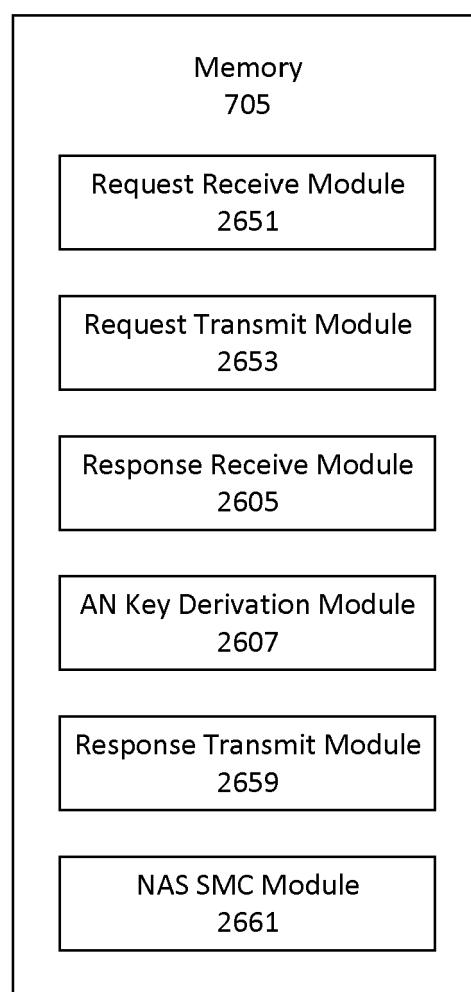 Memory
705
Request Receive Module
2651
Request Transmit Module
2653
Response Receive Module
2605
AN Key Derivation Module
2607
Response Transmit Module
2659
NAS SMC Module
2661